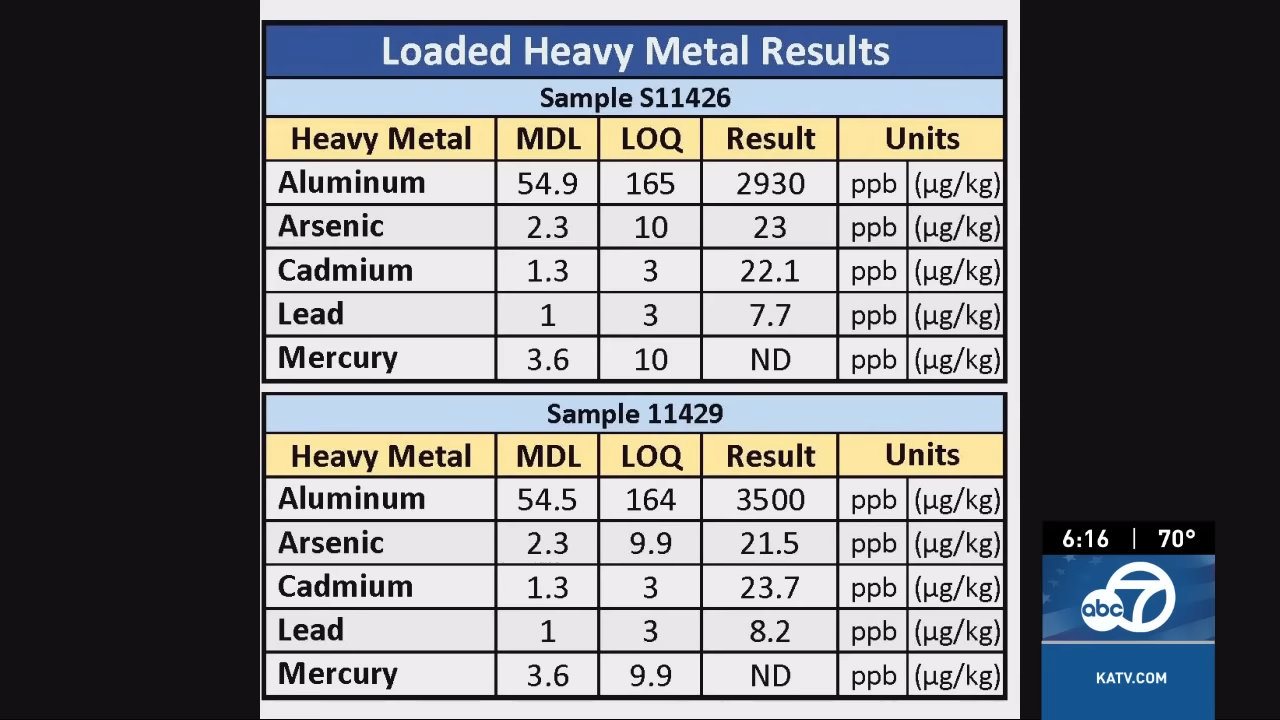 Loaded Heavy Metal Results
Sample S11426
Heavy Metal MDL LOQ Result Units
Aluminum 54.9 165 2930 ppb (µg/kg)
Arsenic 2.3 10 23 ppb (µg/kg)
Cadmium 1.3 3 22.1 ppb (µg/kg)
Lead 1 3 7.7 ppb (µg/kg)
Mercury 3.6 10 ND ppb (µg/kg)
Sample 11429
Heavy Metal MDL LOQ Result Units
Aluminum 54.5 164 3500 ppb (µg/kg)
Arsenic 2.3 9.9 21.5 ppb (µg/kg)
Cadmium 1.3 3 23.7 ppb (µg/kg)
Lead 1 3 8.2 ppb (µg/kg)
Mercury 3.6 9.9 ND ppb (µg/kg)
6:16 | 70°
abc 7
KATV.COM